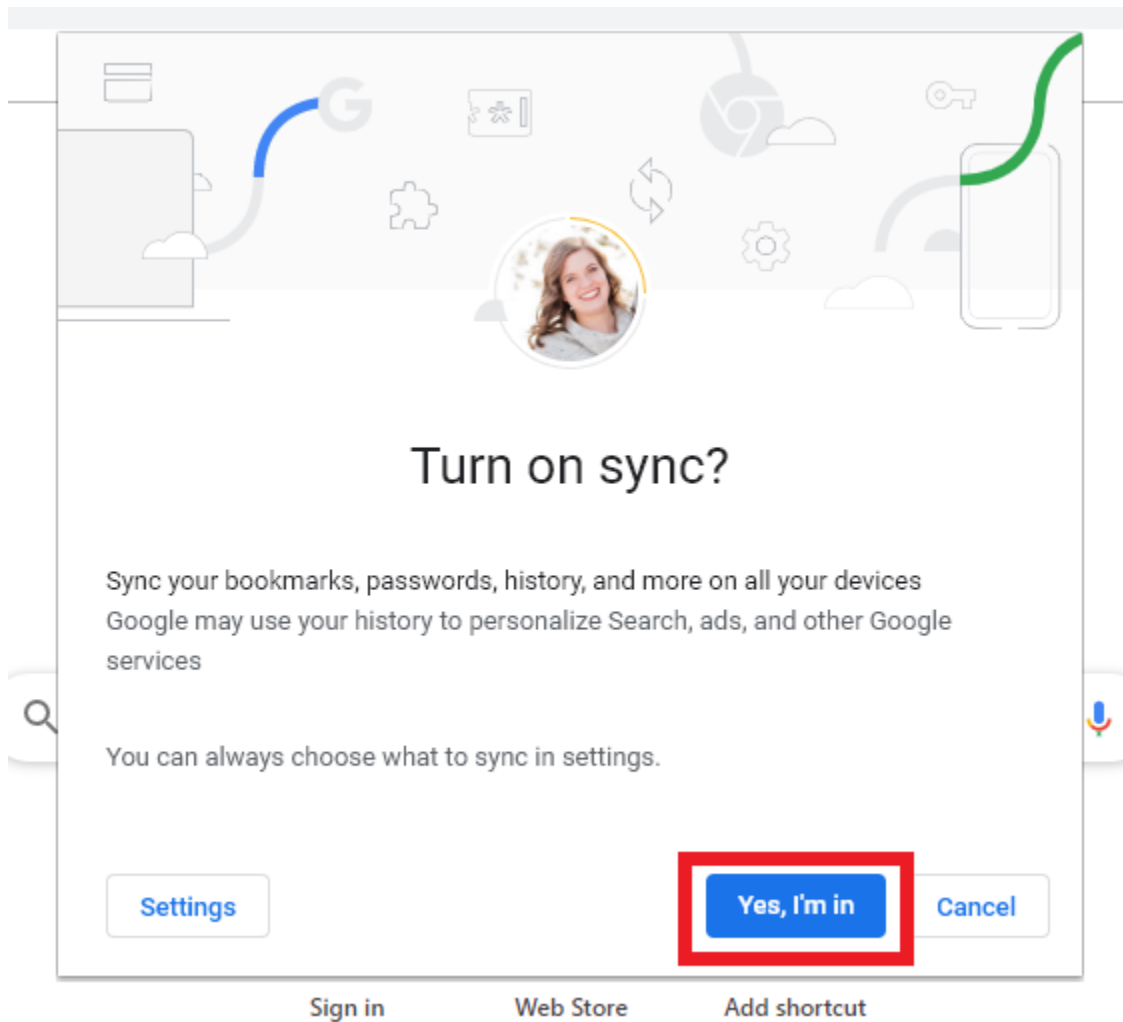 Turn on sync?
Sync your bookmarks, passwords, history, and more on all your devices
Google may use your history to personalize Search, ads, and other Google
services
You can always choose what to sync in settings.
Settings
Yes, I'm in
Cancel
Sign in
Web Store
Add shortcut